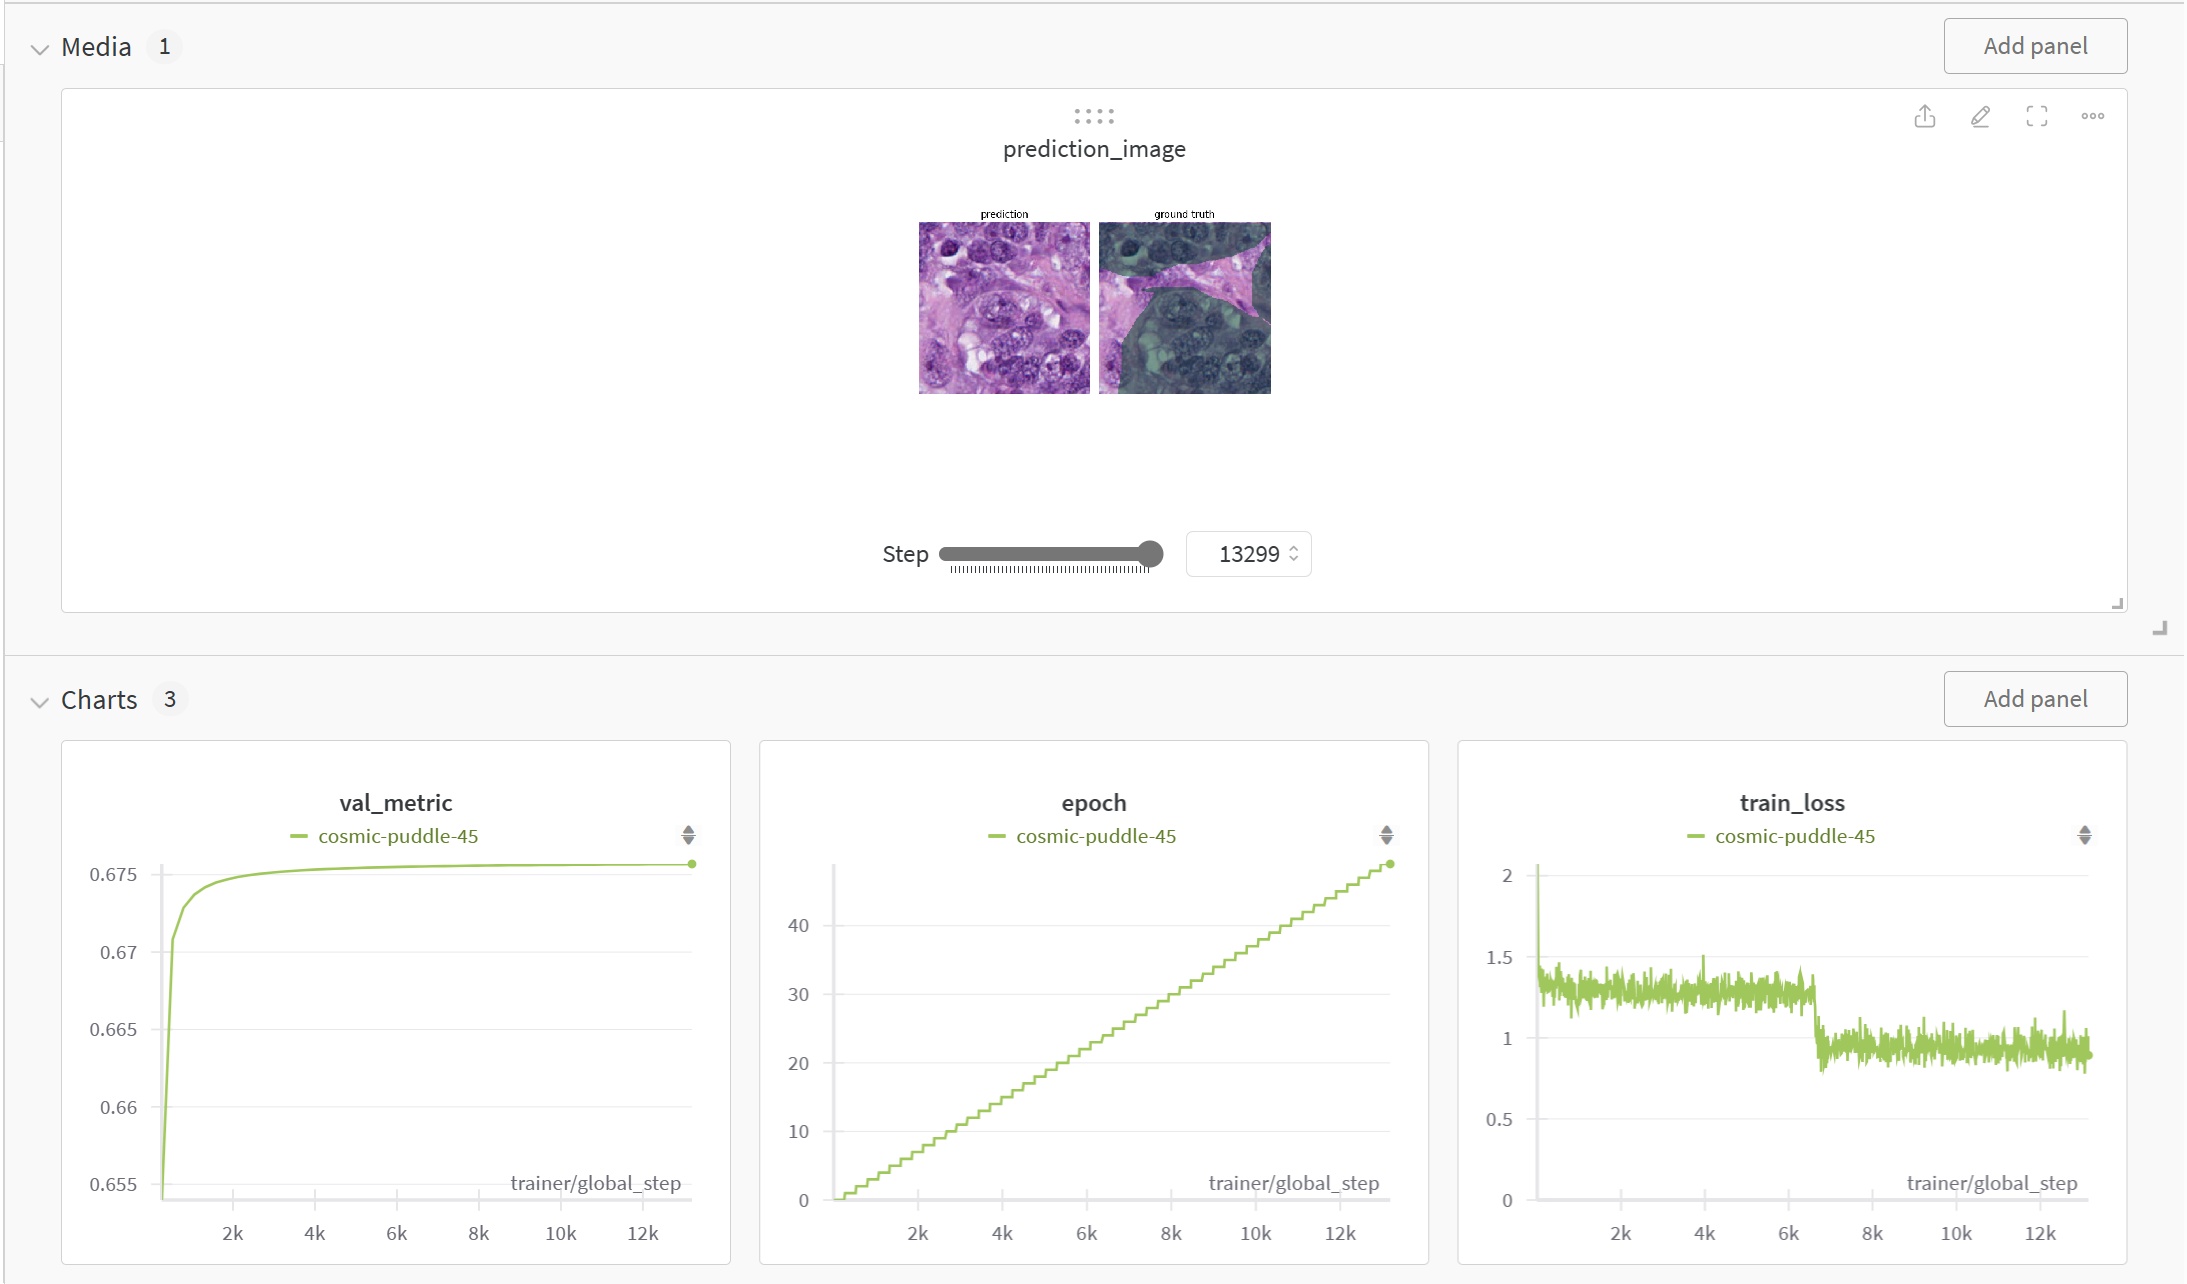 Media 1
Add panel
prediction_image
prediction
ground truth
Step
13299
Charts 3
Add panel
val_metric
cosmic-puddle-45
0.675
0.67
0.665
0.66
0.655
trainer/global_step
2k 4k 6k 8k 10k 12k
epoch
cosmic-puddle-45
40
30
20
10
0
trainer/global_step
2k 4k 6k 8k 10k 12k
train_loss
cosmic-puddle-45
2
1.5
1
0.5
0
trainer/global_step
2k 4k 6k 8k 10k 12k